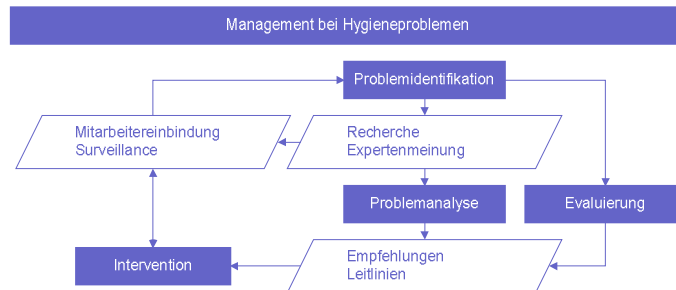 Management bei Hygieneproblemen
Problemidentifikation
Mitarbeitereinbindung
Surveillance
Recherche
Expertenmeinung
Problemanalyse
Evaluierung
Intervention
Empfehlungen
Leitlinien